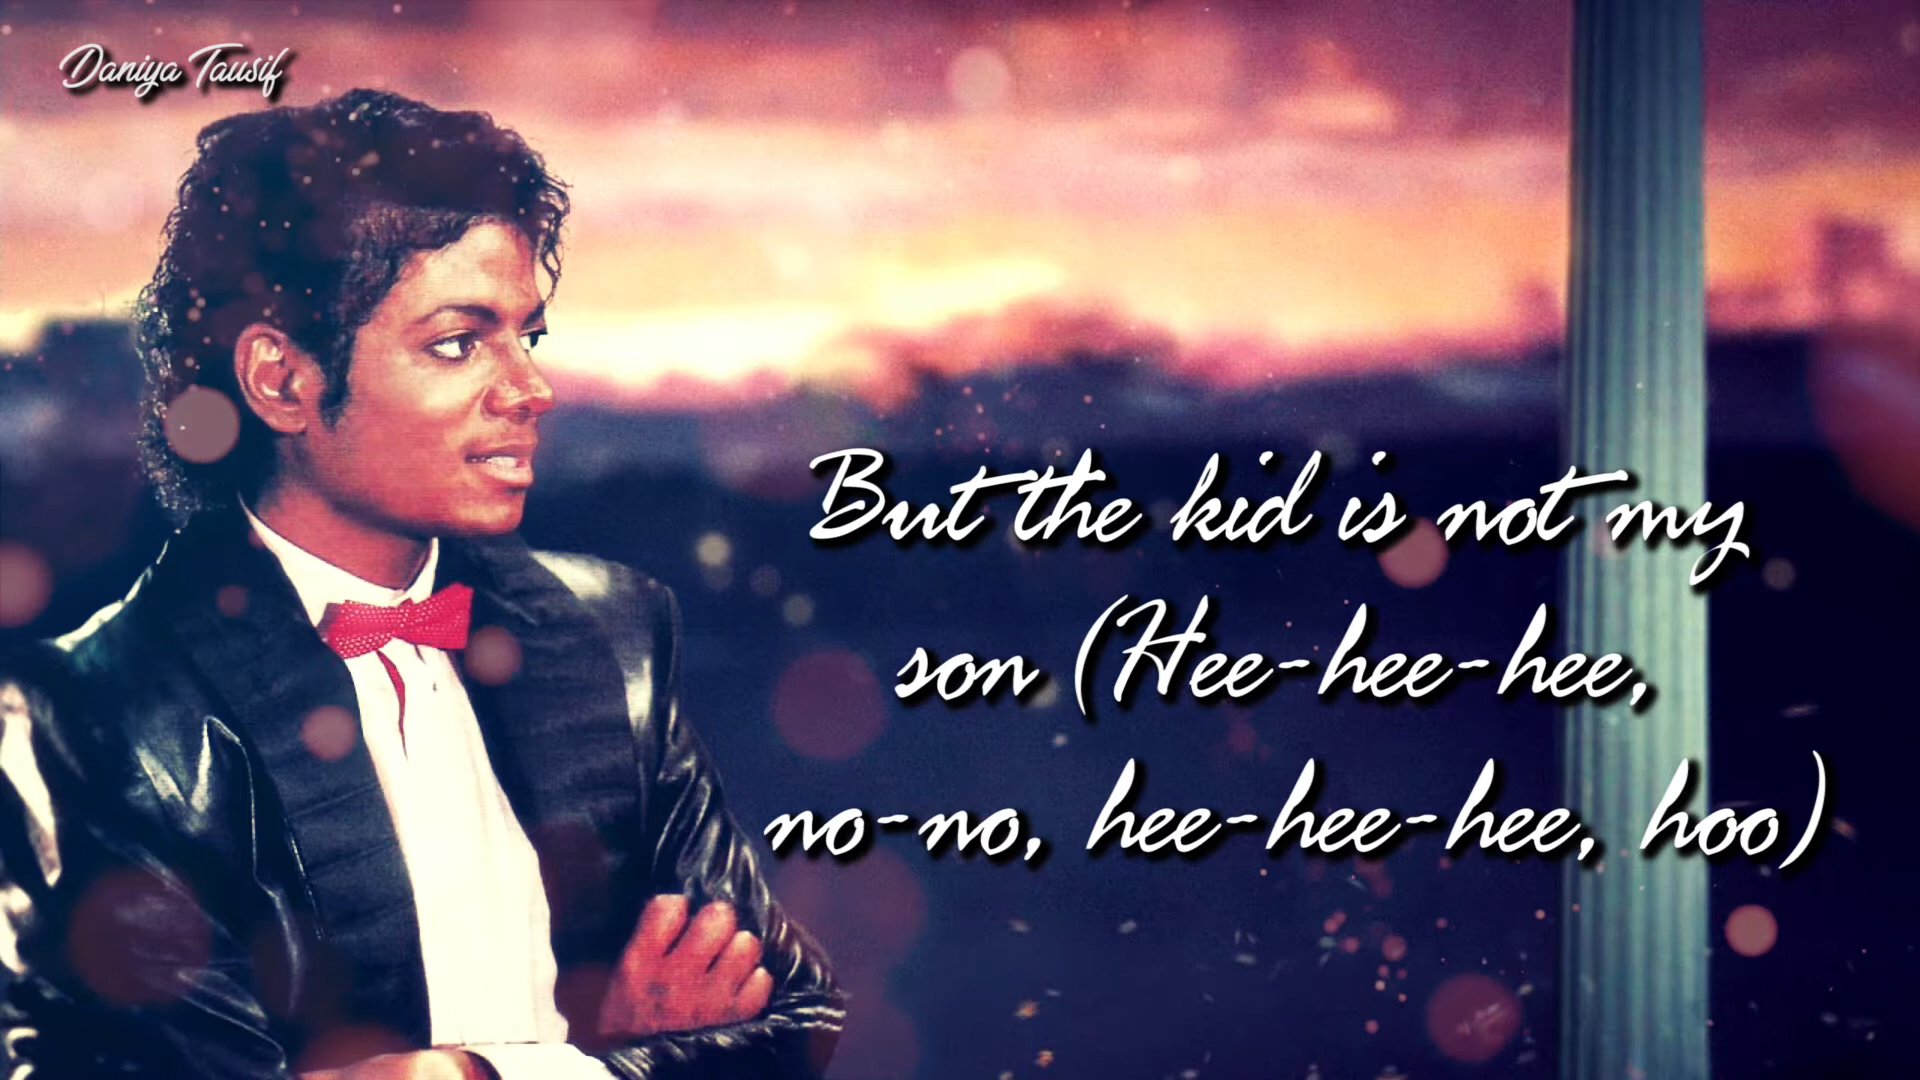 Daniya Tausif
But the kid is not my
son (Hee-hee-hee,
no-no, hee-hee-hee, hoo)